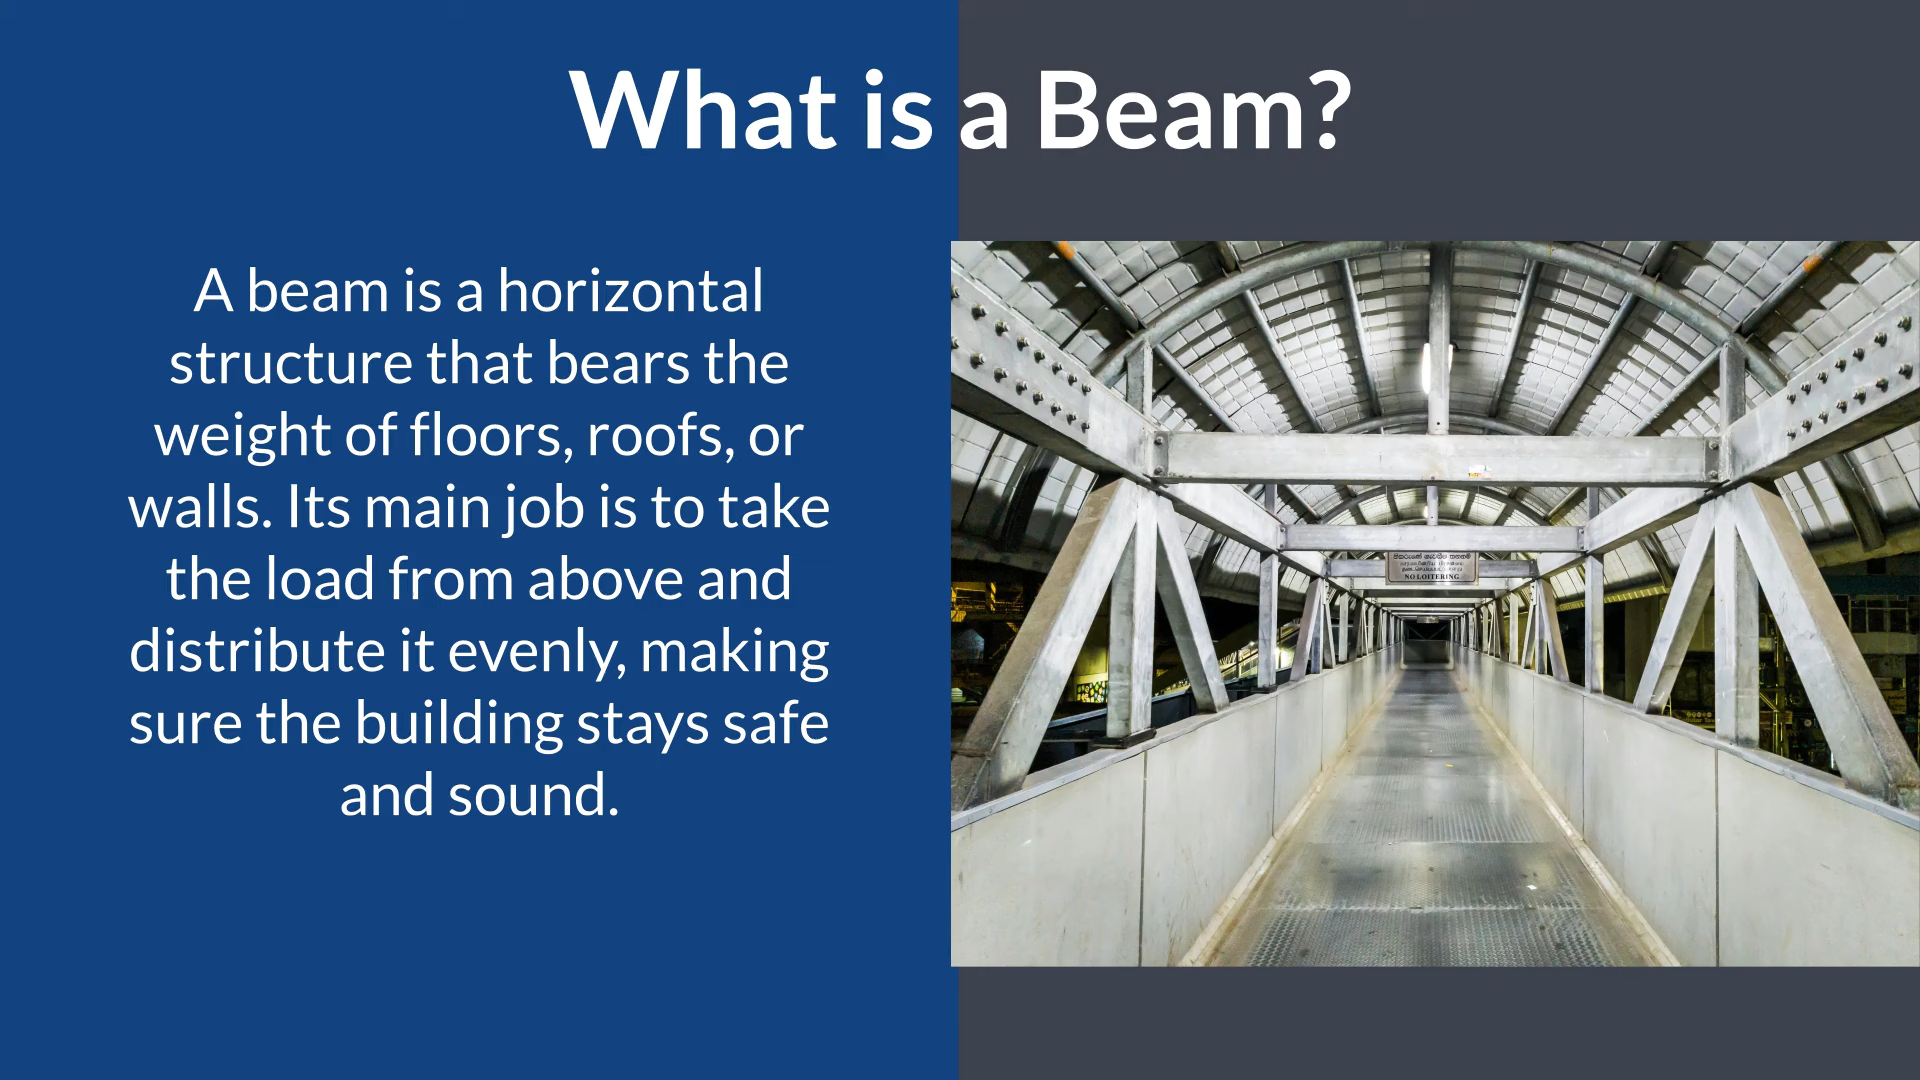 What is a Beam?
A beam is a horizontal
structure that bears the
weight of floors, roofs, or
walls. Its main job is to take
the load from above and
distribute it evenly, making
sure the building stays safe
and sound.
NO LOITERING